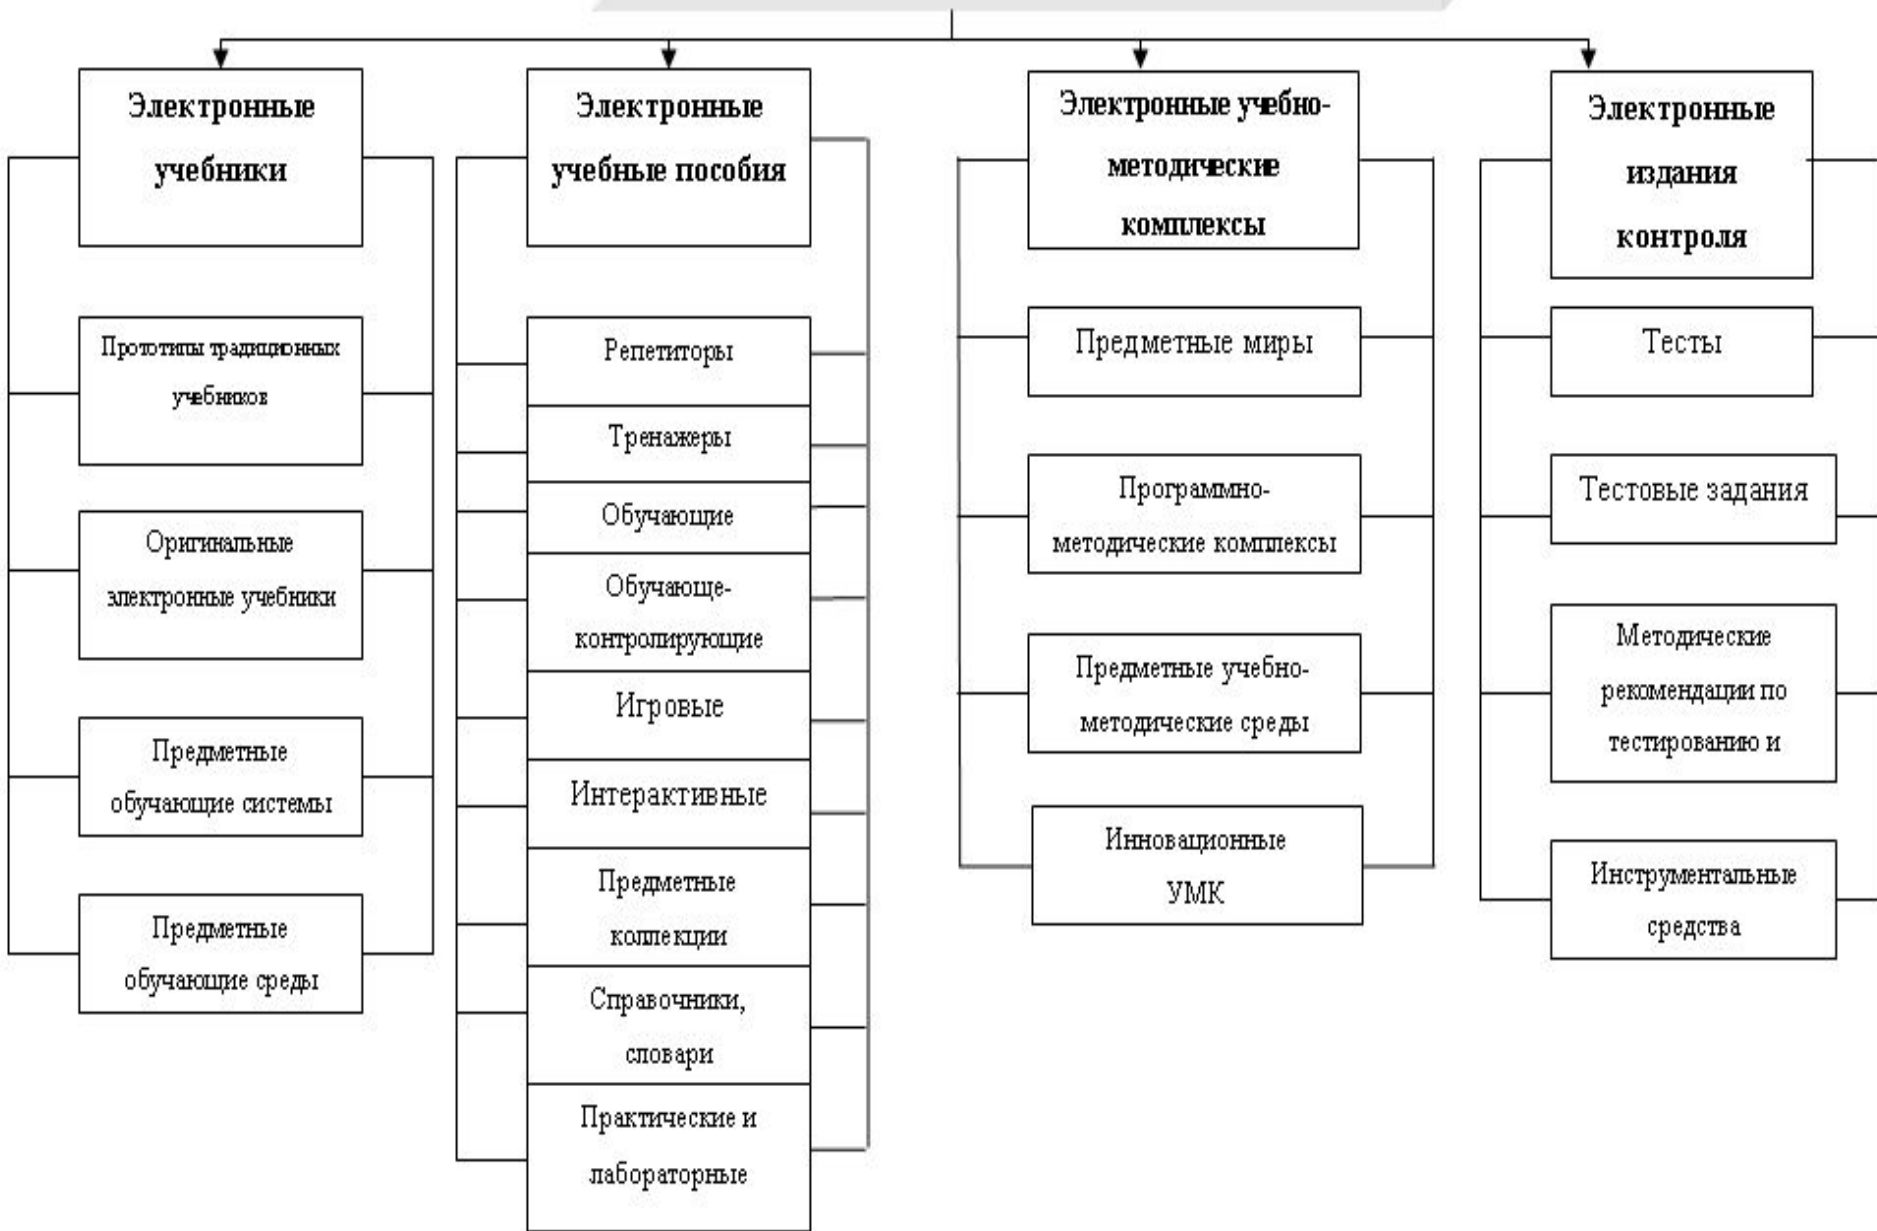 Электронные
учебники
Прототипы традиционных
учебников
Оригинальные
электронные учебники
Предметные
обучающие системы
Предметные
обучающие среды
Электронные
учебные пособия
Репетиторы
Тренажеры
Обучающие
Обучающе-
контролирующие
Игровые
Интерактивные
Предметные
коллекции
Справочники,
словари
Практические и
лабораторные
Электронные учебно-
методические
комплексы
Предметные миры
Программно-
методические комплексы
Предметные учебно-
методические среды
Инновационные
УМК
Электронные
издания
контроля
Тесты
Тестовые задания
Методические
рекомендации по
тестированию и
Инструментальные
средства